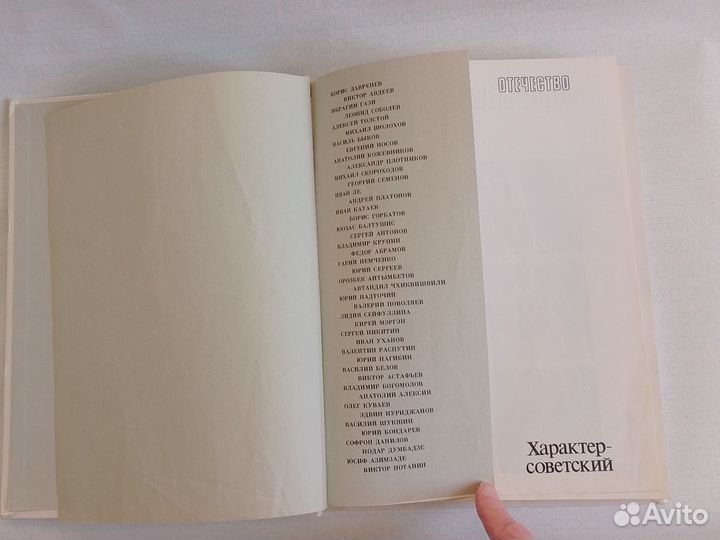 БОРИС ЛАВРЕНЕВ
ВИКТОР АВДЕЕВ
ИБРАГИМ ГАЗИ
ЛЕОНИД СОБОЛЕВ
АЛЕКСЕЙ ТОЛСТОЙ
МИХАИЛ ШОЛОХОВ
ВАСИЛЬ БЫКОВ
ЕВГЕНИЙ НОСОВ
АНАТОЛИЙ КОЖЕВНИКОВ
АЛЕКСАНДР ПЛОТНИКОВ
МИХАИЛ СКОРОХОДОВ
ГЕОРГИЙ СЕМЕНОВ
ИВАН ЛЕ
АНДРЕЙ ПЛАТОНОВ
ИВАН КАТАЕВ
БОРИС ГОРБАТОВ
ЮОЗАС БАЛТУШИС
СЕРГЕЙ АНТОНОВ
ВЛАДИМИР КРУПИН
ФЕДОР АБРАМОВ
ГАРИЙ НЕМЧЕНКО
ЮРИЙ СЕРГЕЕВ
ОРОЗБЕК АЙТЫМБЕТОВ
АВТАНДИЛ ЧХИКВИШВИЛИ
ЮРИЙ НАДТОЧИЙ
ВАЛЕРИЙ ПОВОЛЯЕВ
ЛИДИЯ СЕЙФУЛЛИНА
КИРЕЙ МЭРГЭН
СЕРГЕЙ НИКИТИН
ИВАН УХАНОВ
ВАЛЕНТИН РАСПУТИН
ЮРИЙ НАГИБИН
ВАСИЛИЙ БЕЛОВ
ВИКТОР АСТАФЬЕВ
ВЛАДИМИР БОГОМОЛОВ
АНАТОЛИЙ АЛЕКСИН
ОЛЕГ КУВАЕВ
ЭДВИН НУРИДЖАНОВ
ВАСИЛИЙ ШУКШИН
ЮРИЙ БОНДАРЕВ
СОФРОН ДАНИЛОВ
НОДАР ДУМБАДЗЕ
ЮСИФ АЗИМЗАДЕ
ВИКТОР ПОТАНИН
ОТЕЧЕСТВО
Характер-
советский
Avito